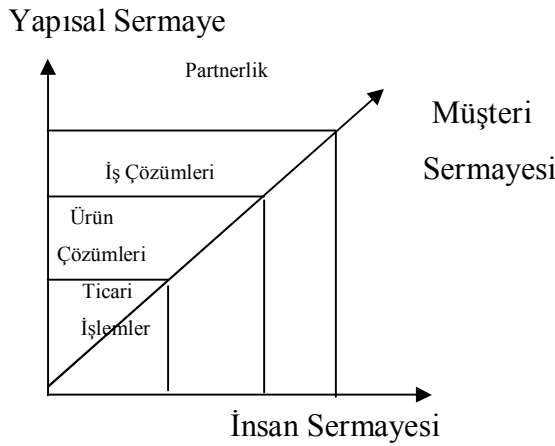 Yapısal Sermaye
Partnerlik
Müşteri
Sermayesi
İş Çözümleri
Ürün
Çözümleri
Ticari
İşlemler
İnsan Sermayesi